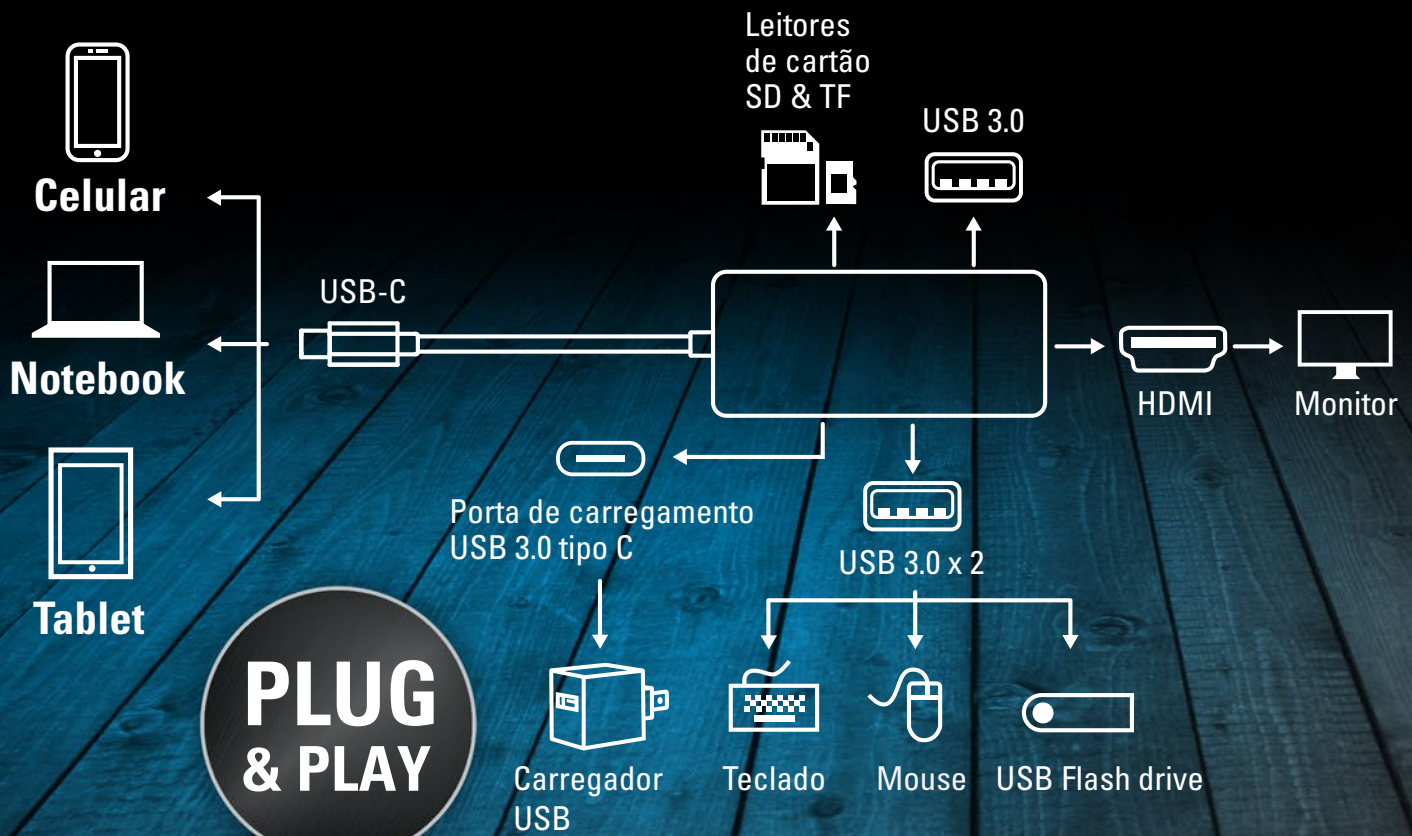 Leitores
de cartão
SD & TF
USB 3.0
Celular
USB-C
Notebook
HDMI
Monitor
Porta de carregamento
USB 3.0 tipo C
USB 3.0 x 2
Tablet
PLUG
& PLAY
Carregador
USB
Teclado
Mouse
USB Flash drive